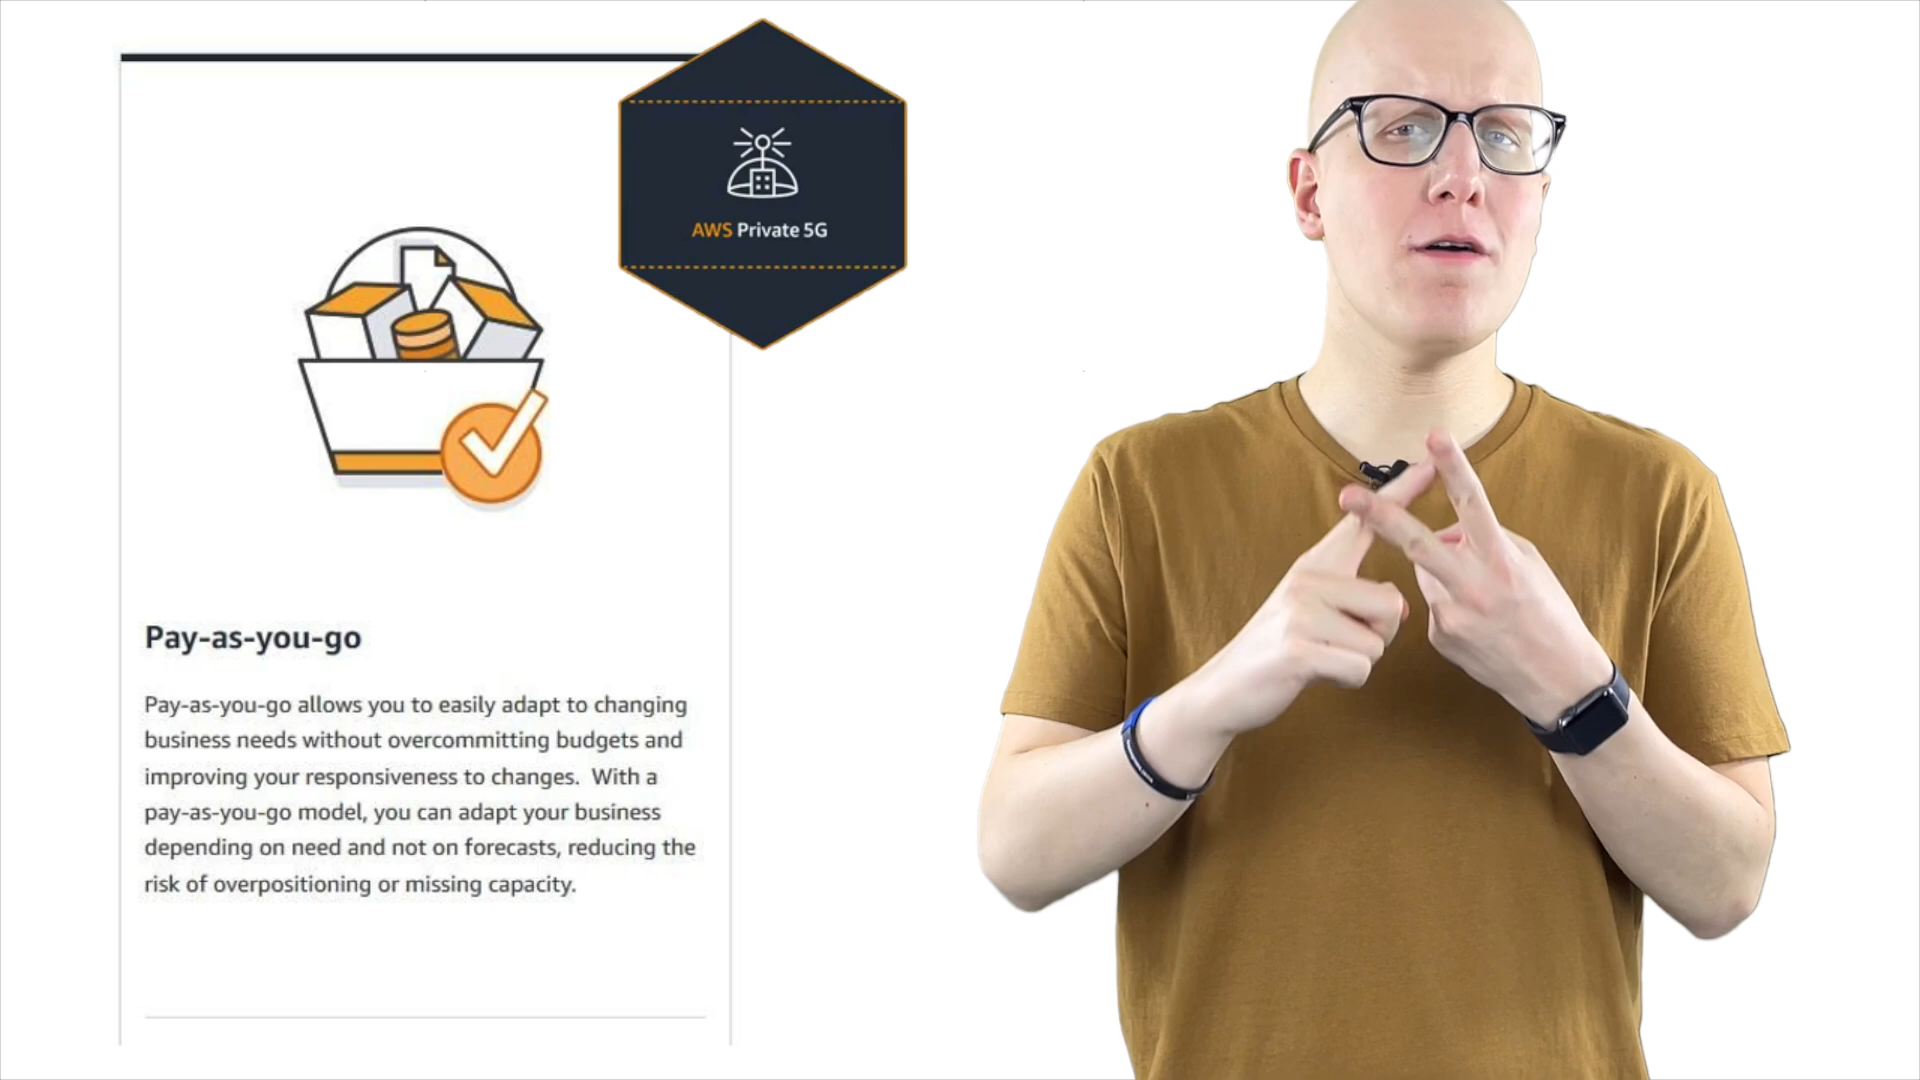 AWS Private 5G
Pay-as-you-go
Pay-as-you-go allows you to easily adapt to changing
business needs without overcommitting budgets and
improving your responsiveness to changes.  With a
pay-as-you-go model, you can adapt your business
depending on need and not on forecasts, reducing the
risk of overpositioning or missing capacity.